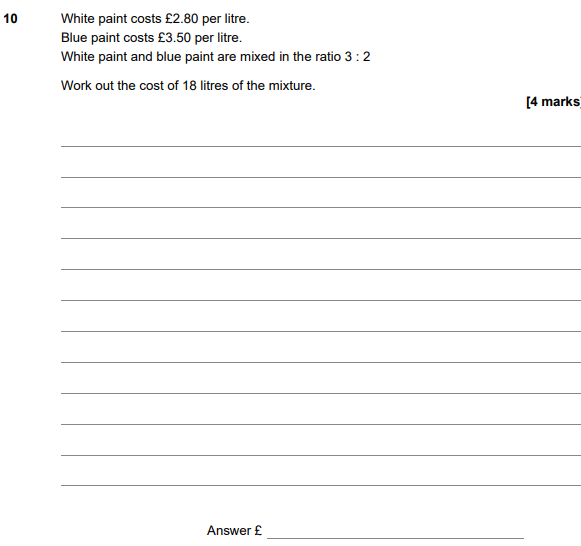 10 White paint costs £2.80 per litre.
Blue paint costs £3.50 per litre.
White paint and blue paint are mixed in the ratio 3 : 2
Work out the cost of 18 litres of the mixture.
[4 marks]
Answer £